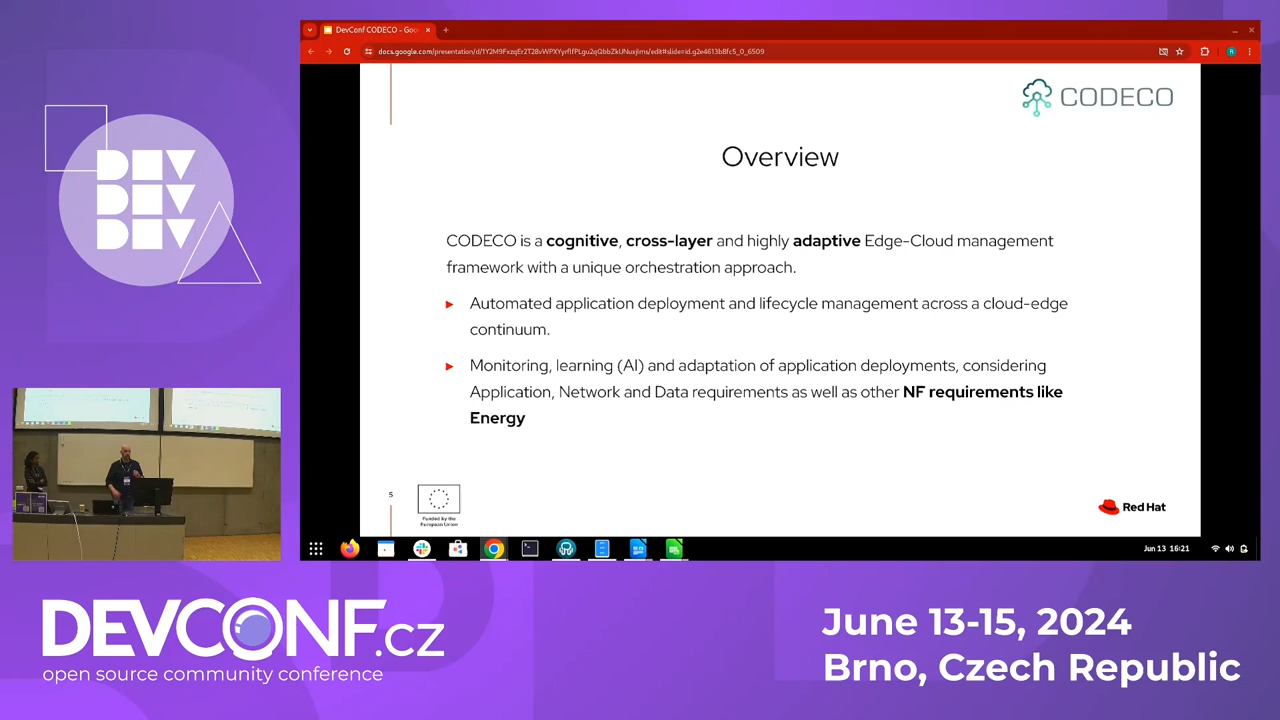 DEV
DEV
DEV
DevConf CODECO - Goo
CODECO
Overview
CODECO is a cognitive, cross-layer and highly adaptive Edge-Cloud management
framework with a unique orchestration approach.
► Automated application deployment and lifecycle management across a cloud-edge
continuum.
► Monitoring, learning (AI) and adaptation of application deployments, considering
Application, Network and Data requirements as well as other NF requirements like
Energy
5
Funded by the
European Union
Red Hat
Jun 13 16:21
DEVCONF.cz
open source community conference
June 13-15, 2024
Brno, Czech Republic